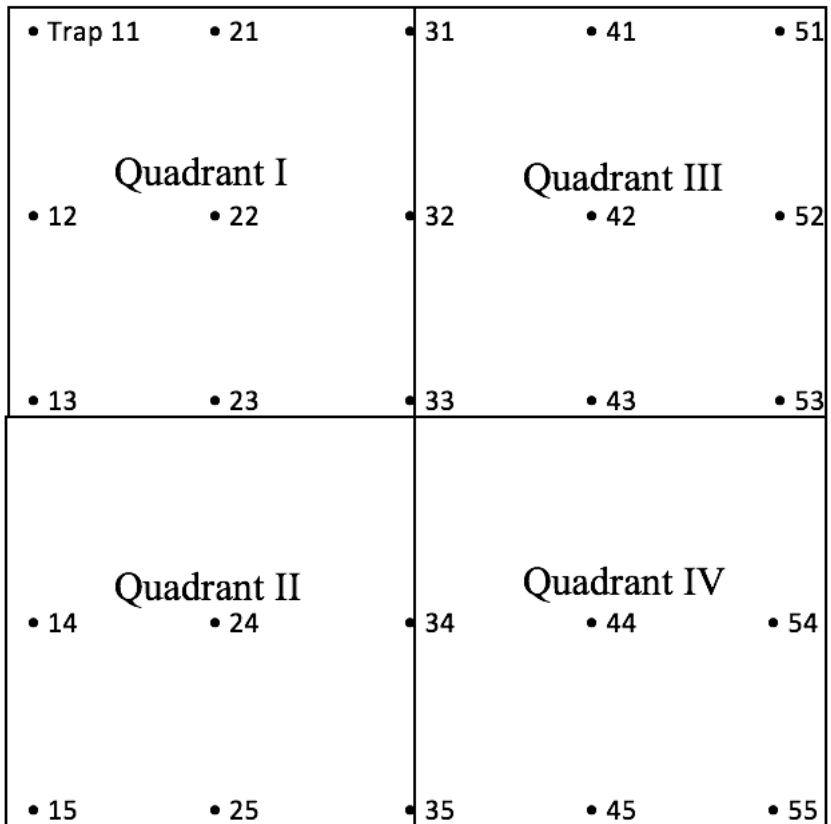 Trap 11 21 31 41 51
Quadrant I Quadrant III
12 22 32 42 52
13 23 33 43 53
Quadrant II Quadrant IV
14 24 34 44 54
15 25 35 45 55